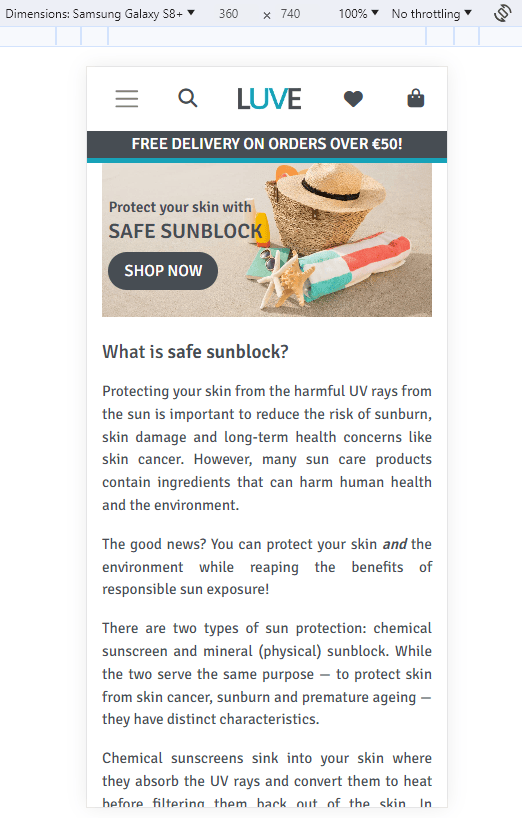 Dimensions: Samsung Galaxy S8+ 360 × 740 100% No throttling
LUVE
FREE DELIVERY ON ORDERS OVER €50!
Protect your skin with
SAFE SUNBLOCK
SHOP NOW
What is safe sunblock?
Protecting your skin from the harmful UV rays from
the sun is important to reduce the risk of sunburn,
skin damage and long-term health concerns like
skin cancer. However, many sun care products
contain ingredients that can harm human health
and the environment.
The good news? You can protect your skin and the
environment while reaping the benefits of
responsible sun exposure!
There are two types of sun protection: chemical
sunscreen and mineral (physical) sunblock. While
the two serve the same purpose — to protect skin
from skin cancer, sunburn and premature ageing —
they have distinct characteristics.
Chemical sunscreens sink into your skin where
they absorb the UV rays and convert them to heat
before filtering them back out of the skin. In